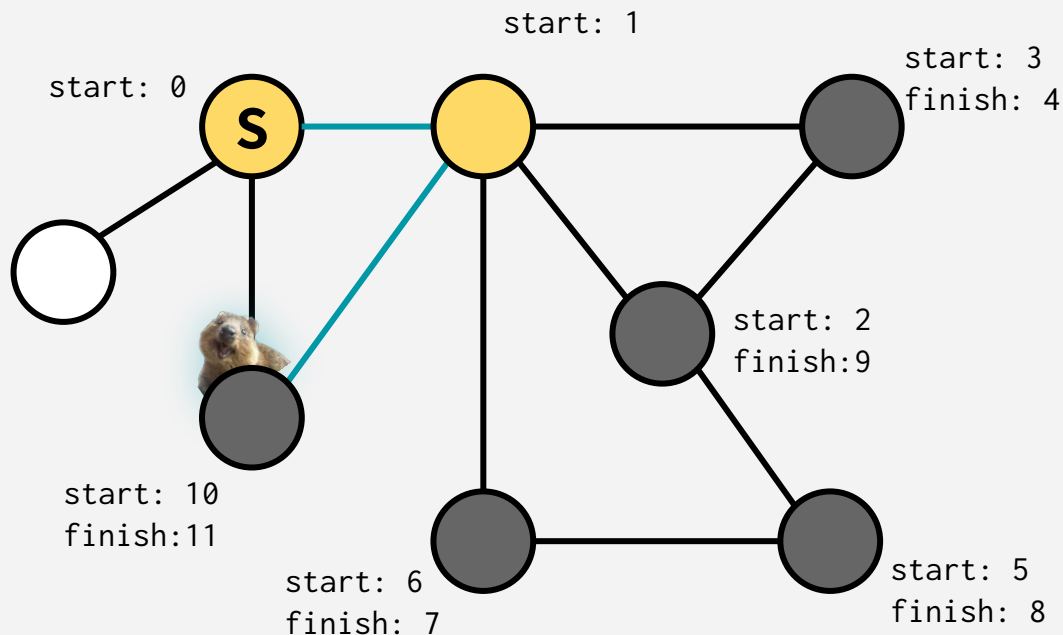 start: 1
start: 3
finish: 4
start: 0
S
start: 2
finish:9
start: 10
finish:11
start: 6
finish: 7
start: 5
finish: 8